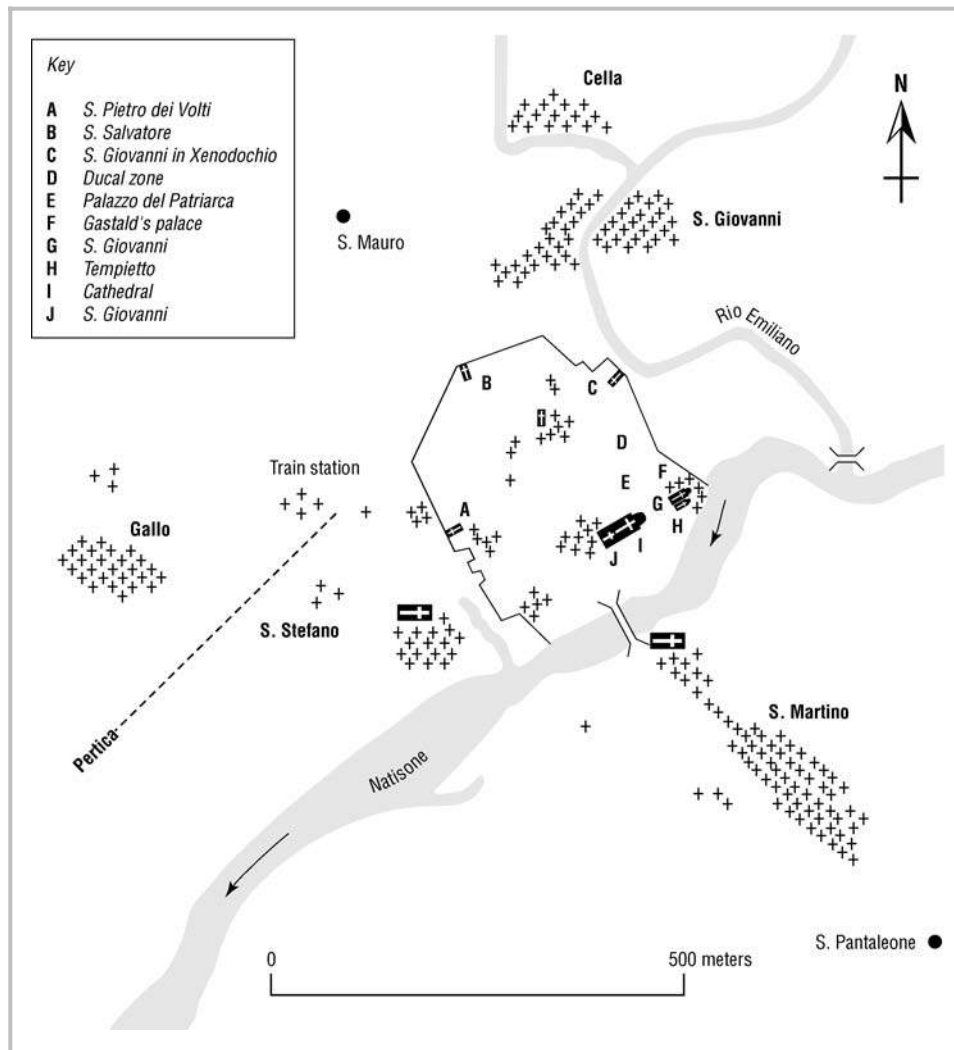 Key
A S. Pietro dei Volti
B S. Salvatore
C S. Giovanni in Xenodochio
D Ducal zone
E Palazzo del Patriarca
F Gastald's palace
G S. Giovanni
H Tempietto
I Cathedral
J S. Giovanni
Cella
N
S. Mauro
S. Giovanni
Rio Emiliano
B
C
D
Train station
E
F
Gallo
A
G
H
J
I
S. Stefano
S. Martino
Pertica
Natisone
S. Pantaleone
0
500 meters